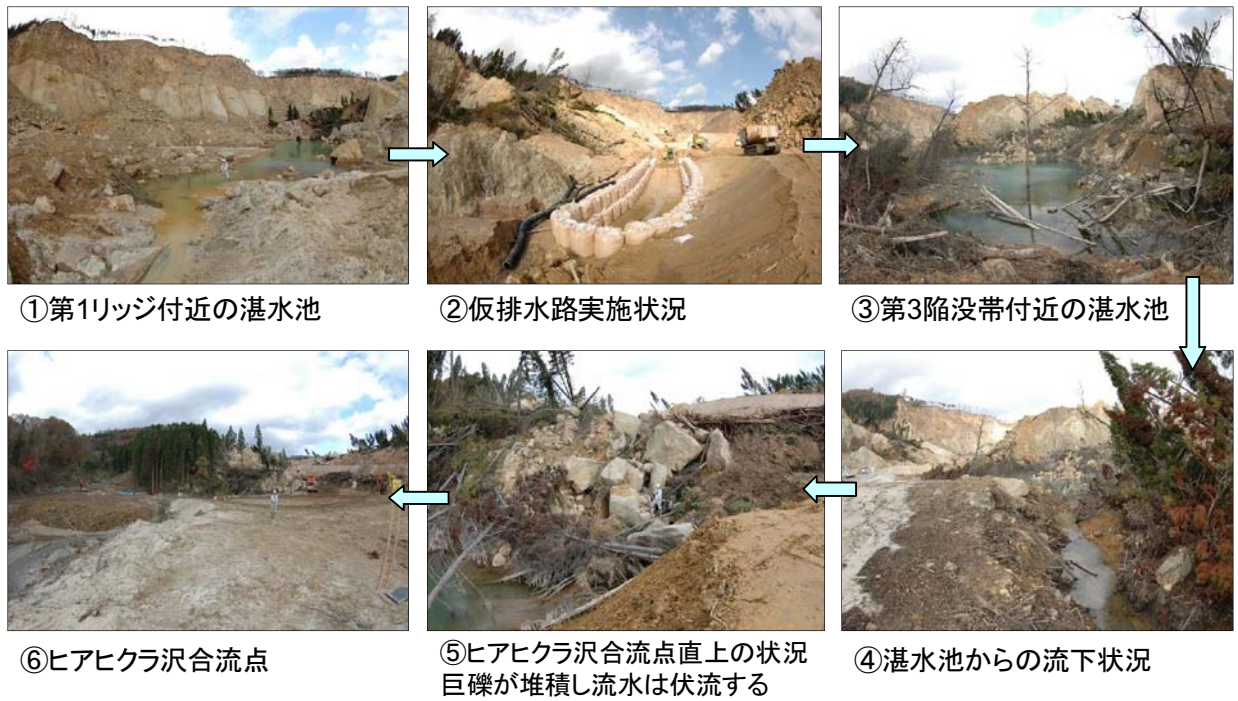 ①第1リッジ付近の湛水池
②仮排水路実施状況
③第3陥没帯付近の湛水池
⑥ヒアヒクラ沢合流点
⑤ヒアヒクラ沢合流点直上の状況
巨礫が堆積し流水は伏流する
④湛水池からの流下状況